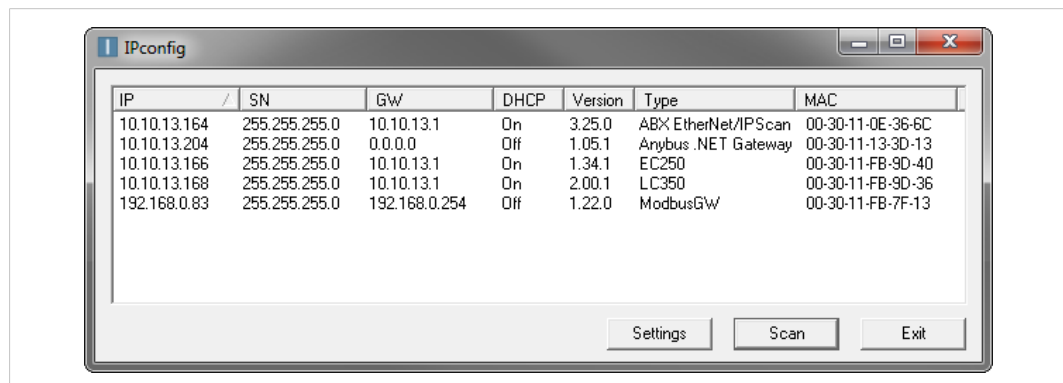 IPconfig
IP SN GW DHCP Version Type MAC
10.10.13.164 255.255.255.0 10.10.13.1 On 3.25.0 ABX EtherNet/IPScan 00-30-11-0E-36-6C
10.10.13.204 255.255.255.0 0.0.0.0 Off 1.05.1 Anybus .NET Gateway 00-30-11-13-3D-13
10.10.13.166 255.255.255.0 10.10.13.1 On 1.34.1 EC250 00-30-11-FB-9D-40
10.10.13.168 255.255.255.0 10.10.13.1 On 2.00.1 LC350 00-30-11-FB-9D-36
192.168.0.83 255.255.255.0 192.168.0.254 Off 1.22.0 ModbusGW 00-30-11-FB-7F-13
Settings Scan Exit